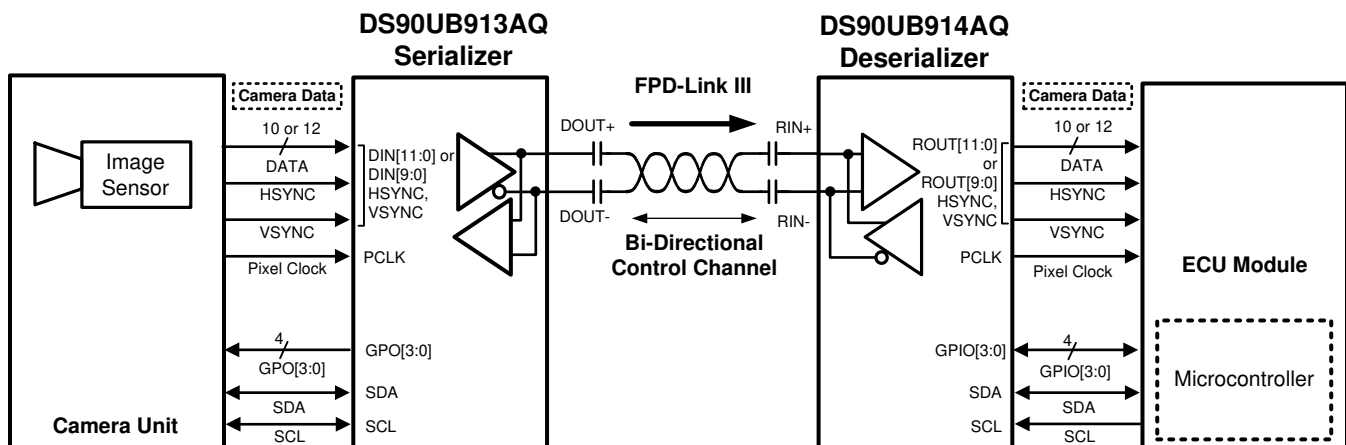 DS90UB913AQ
Serializer
DS90UB914AQ
Deserializer
Camera Data
FPD-Link III
Camera Data
Image
Sensor
10 or 12
DATA
HSYNC
VSYNC
Pixel Clock
DIN[11:0] or
DIN[9:0]
HSYNC,
VSYNC
PCLK
DOUT+
DOUT-
RIN+
RIN-
Bi-Directional
Control Channel
ROUT[11:0]
or
ROUT[9:0]
HSYNC,
VSYNC
PCLK
10 or 12
DATA
HSYNC
VSYNC
Pixel Clock
ECU Module
Microcontroller
4
GPO[3:0]
SDA
SCL
GPO[3:0]
SDA
SCL
GPIO[3:0]
SDA
SCL
4
GPIO[3:0]
SDA
SCL
Camera Unit